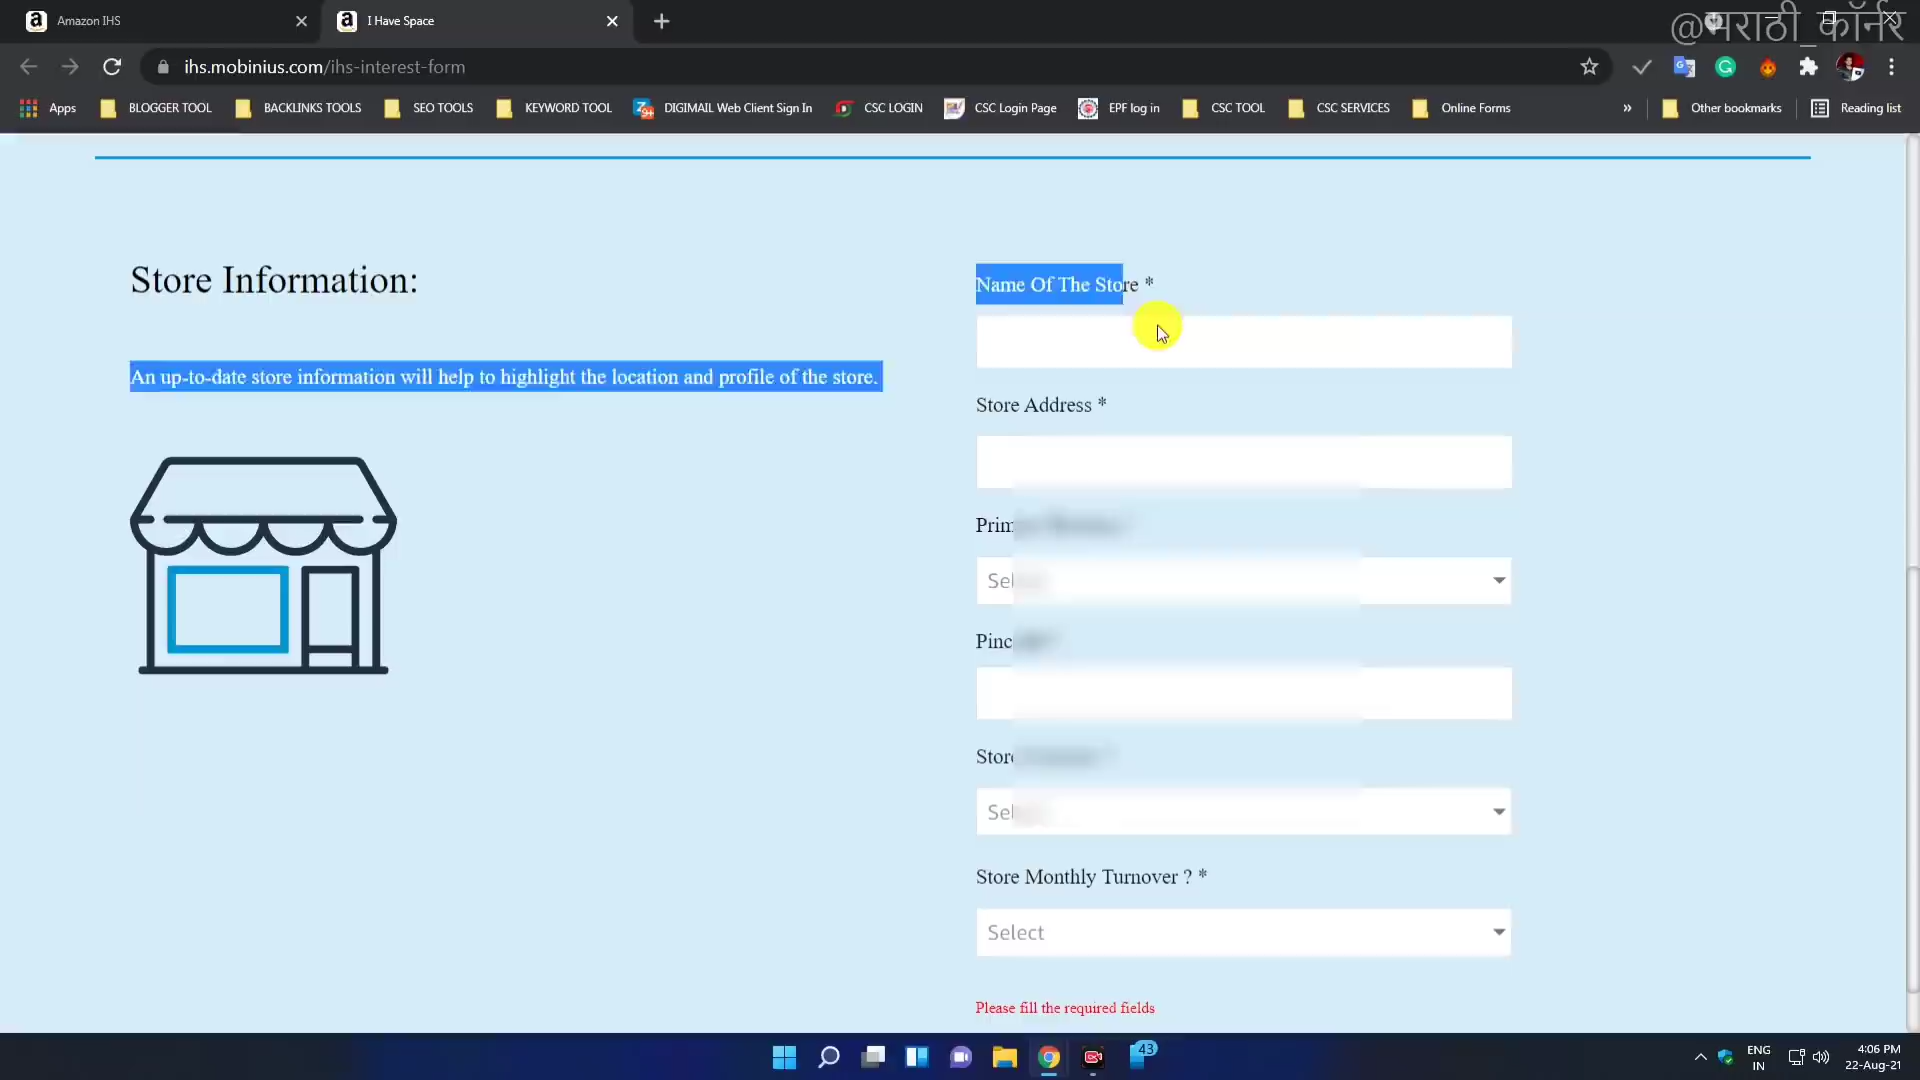 Amazon IHS
I Have Space
@मराठी_कॉर्नर
ihs.mobinius.com/ihs-interest-form
Apps
BLOGGER TOOL
BACKLINKS TOOLS
SEO TOOLS
KEYWORD TOOL
DIGIMAIL Web Client Sign In
CSC LOGIN
CSC Login Page
EPF log in
CSC TOOL
CSC SERVICES
Online Forms
»
Other bookmarks
Reading list
Store Information:
An up-to-date store information will help to highlight the location and profile of the store.
Name Of The Store *
Store Address *
Select
Store Monthly Turnover ? *
Select
Please fill the required fields
43
ENG
IN
4:06 PM
22-Aug-21